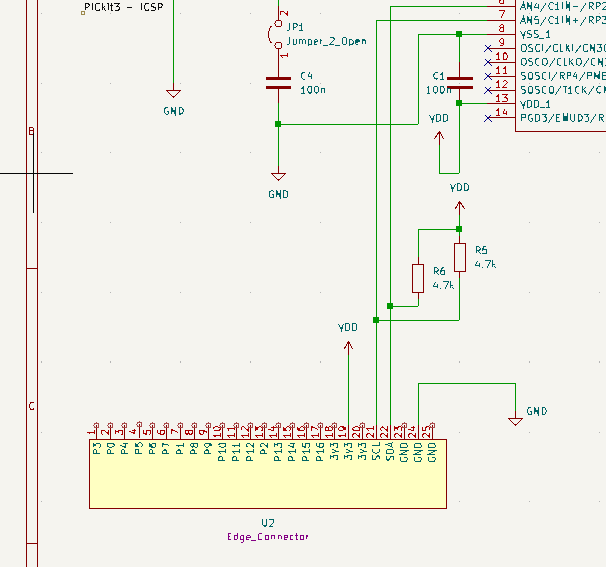 PICkit3 - ICSP
2
JP1
Jumper_2_Open
1
C4
100n
GND
GND
6 AN4/C1IN-/RP2
7 AN5/C1IN+/RP3
8 VSS_1
9 OSCI/CLKI/CN30
10 OSCO/CLKO/CN
11 SOSCI/RP4/PMB
12 SOSCO/T1CK/C
13 VDD_1
14 PGD3/EMUD3/R
C1
100n
VDD
VDD
B
R5
4.7k
R6
4.7k
VDD
C
GND
1 2 3 4 5 6 7 8 9 10 11 12 13 14 15 16 17 18 19 20 21 22 23 24 25
P3 P0 P4 P5 P6 P7 P1 P8 P9 P10 P11 P12 P2 P13 P14 P15 P16 3V3 3V3 3V3 SCL SDA GND GND GND
U2
Edge_Connector